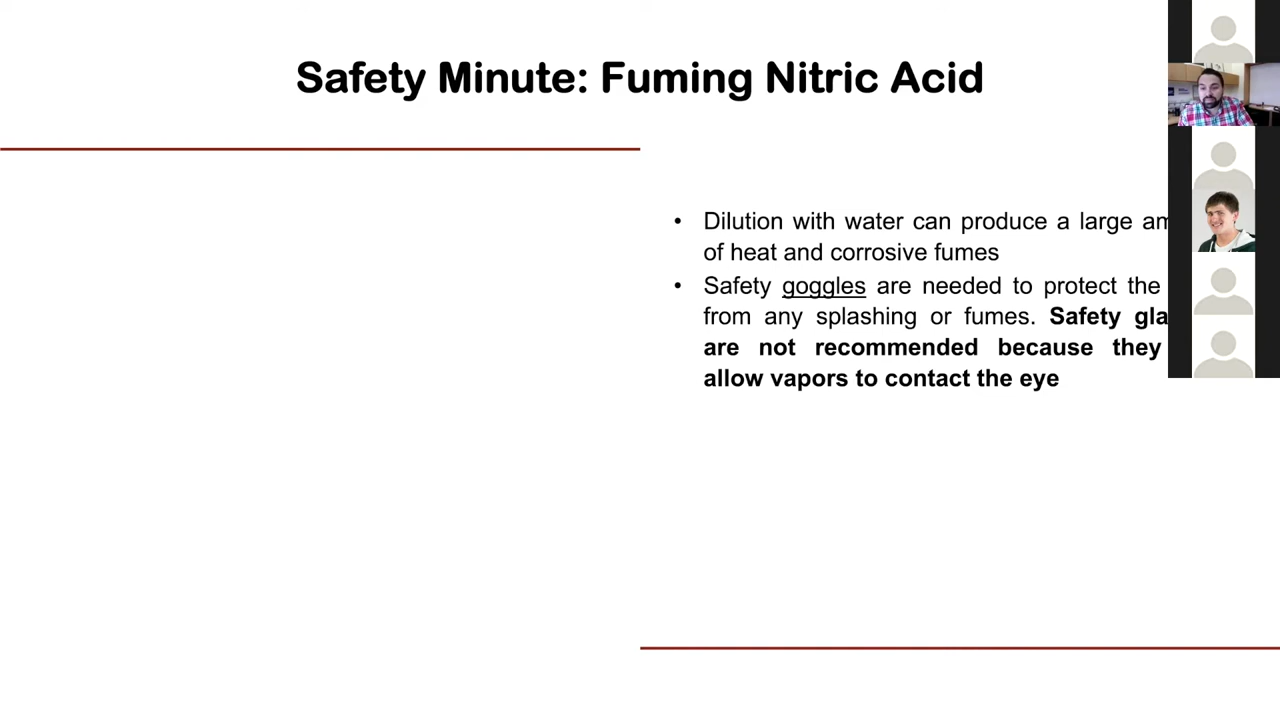 Safety Minute: Fuming Nitric Acid
• Dilution with water can produce a large
of heat and corrosive fumes
• Safety goggles are needed to protect the
from any splashing or fumes. Safety
are not recommended because they
allow vapors to contact the eye